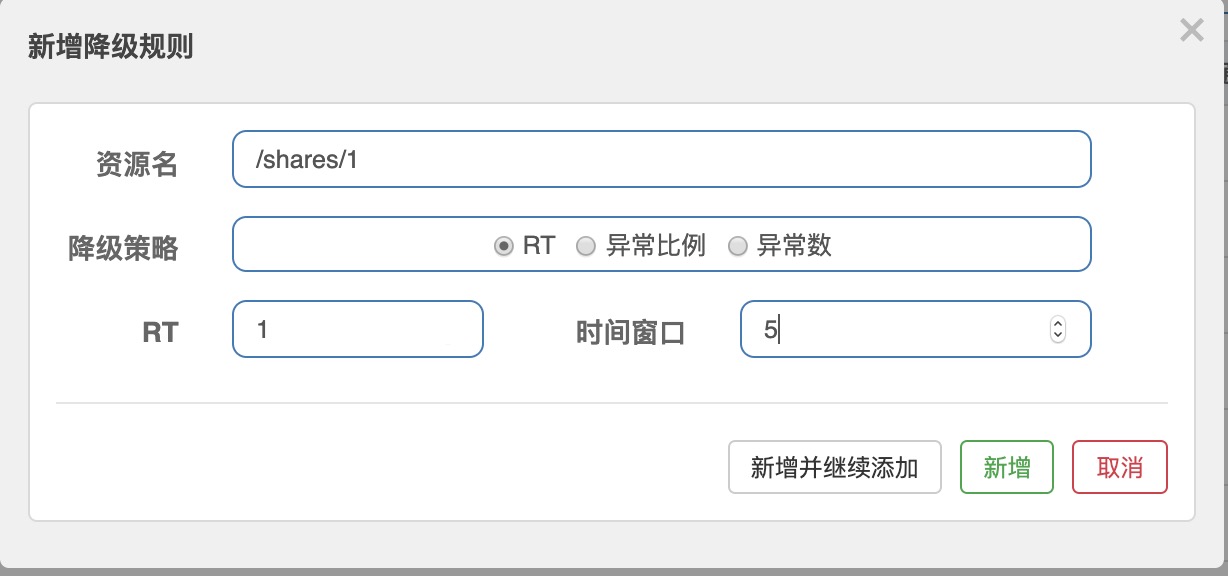 新增降级规则
资源名 /shares/1
降级策略 RT 异常比例 异常数
RT 1 时间窗口 5
新增并继续添加 新增 取消